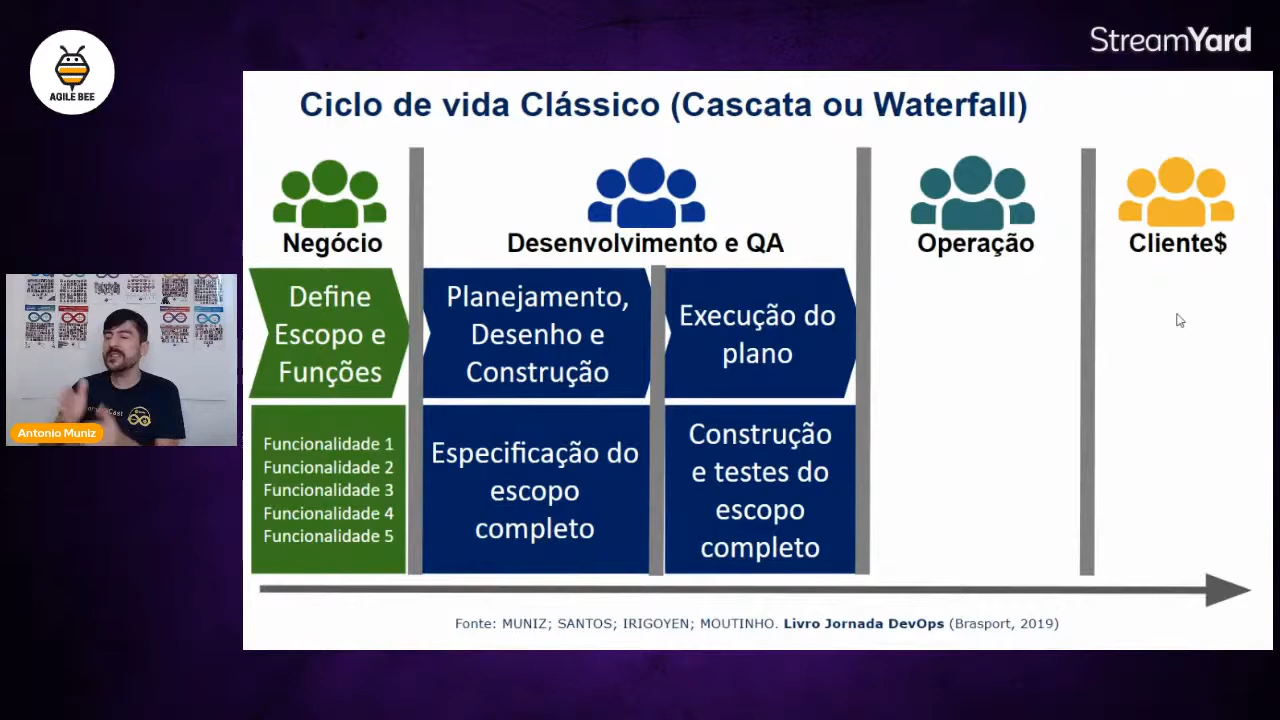 StreamYard
AGILE BEE
Ciclo de vida Clássico (Cascata ou Waterfall)
Negócio
Desenvolvimento e QA
Operação
Cliente$
Define
Escopo e
Funções
Planejamento,
Desenho e
Construção
Execução do
plano
Funcionalidade 1
Funcionalidade 2
Funcionalidade 3
Funcionalidade 4
Funcionalidade 5
Especificação do
escopo
completo
Construção
e testes do
escopo
completo
Antonio Muniz
Fonte: MUNIZ; SANTOS; IRIGOYEN; MOUTINHO. Livro Jornada DevOps (Brasport, 2019)